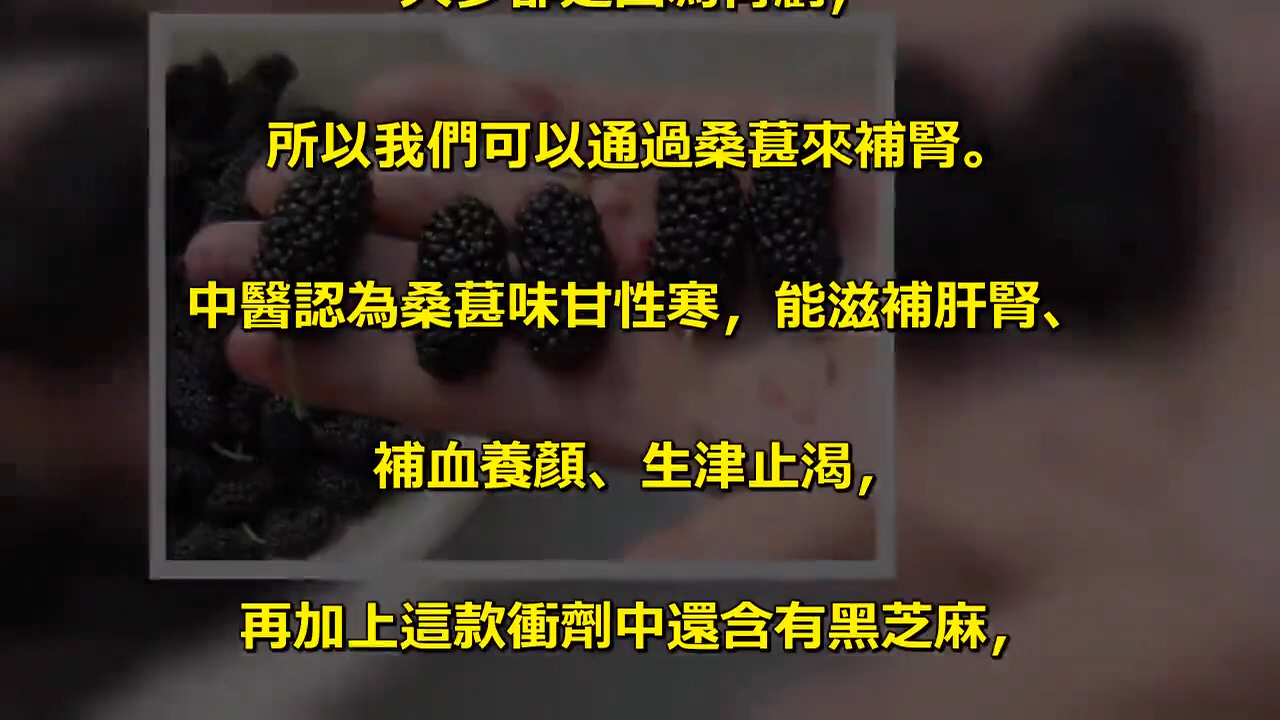 所以我們可以通過桑葚來補腎。
中醫認為桑葚味甘性寒，能滋補肝腎、
補血養顏、生津止渴，
再加上這款衝劑中還含有黑芝麻，